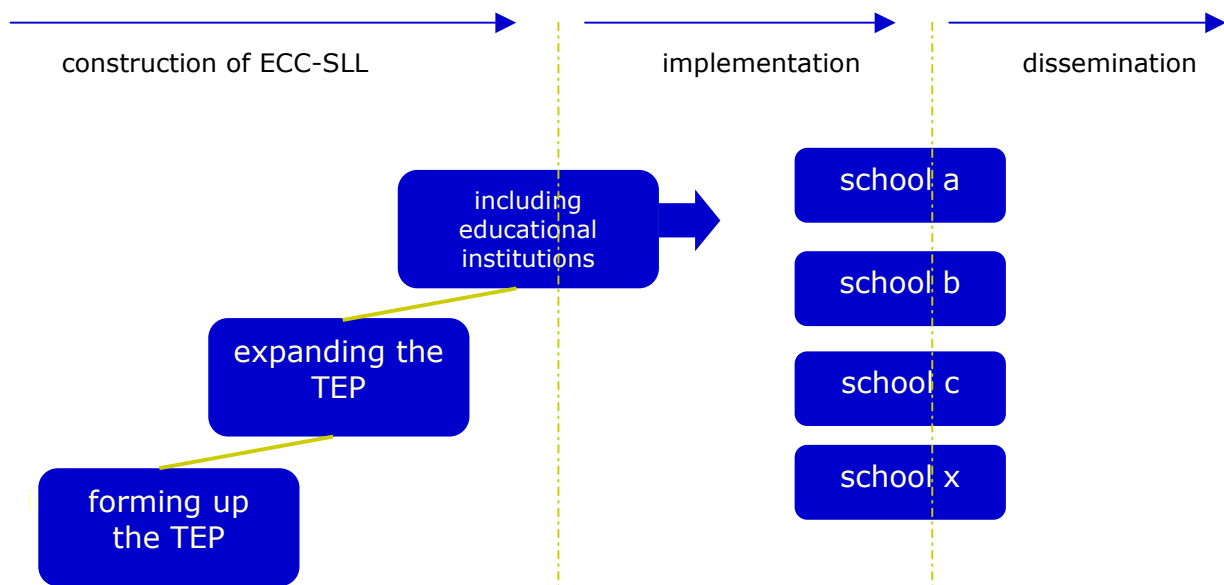 construction of ECC-SLL
implementation
dissemination
including
educational
institutions
school a
school b
expanding the
TEP
school c
school x
forming up
the TEP